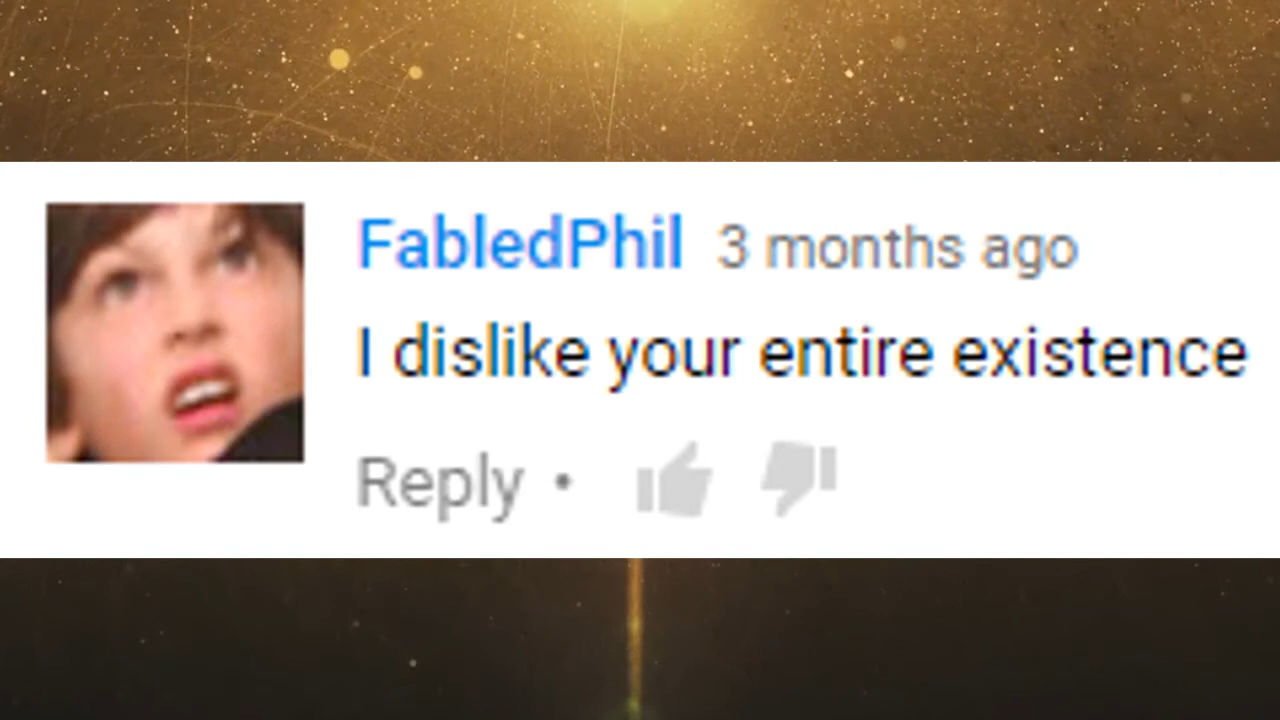 FabledPhil 3 months ago
I dislike your entire existence
Reply •